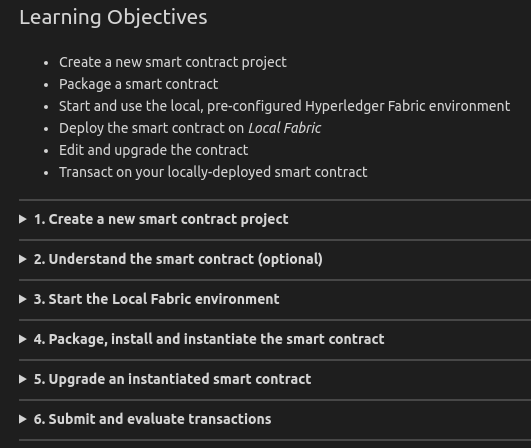 Learning Objectives
• Create a new smart contract project
• Package a smart contract
• Start and use the local, pre-configured Hyperledger Fabric environment
• Deploy the smart contract on Local Fabric
• Edit and upgrade the contract
• Transact on your locally-deployed smart contract
▶ 1. Create a new smart contract project
▶ 2. Understand the smart contract (optional)
▶ 3. Start the Local Fabric environment
▶ 4. Package, install and instantiate the smart contract
▶ 5. Upgrade an instantiated smart contract
▶ 6. Submit and evaluate transactions